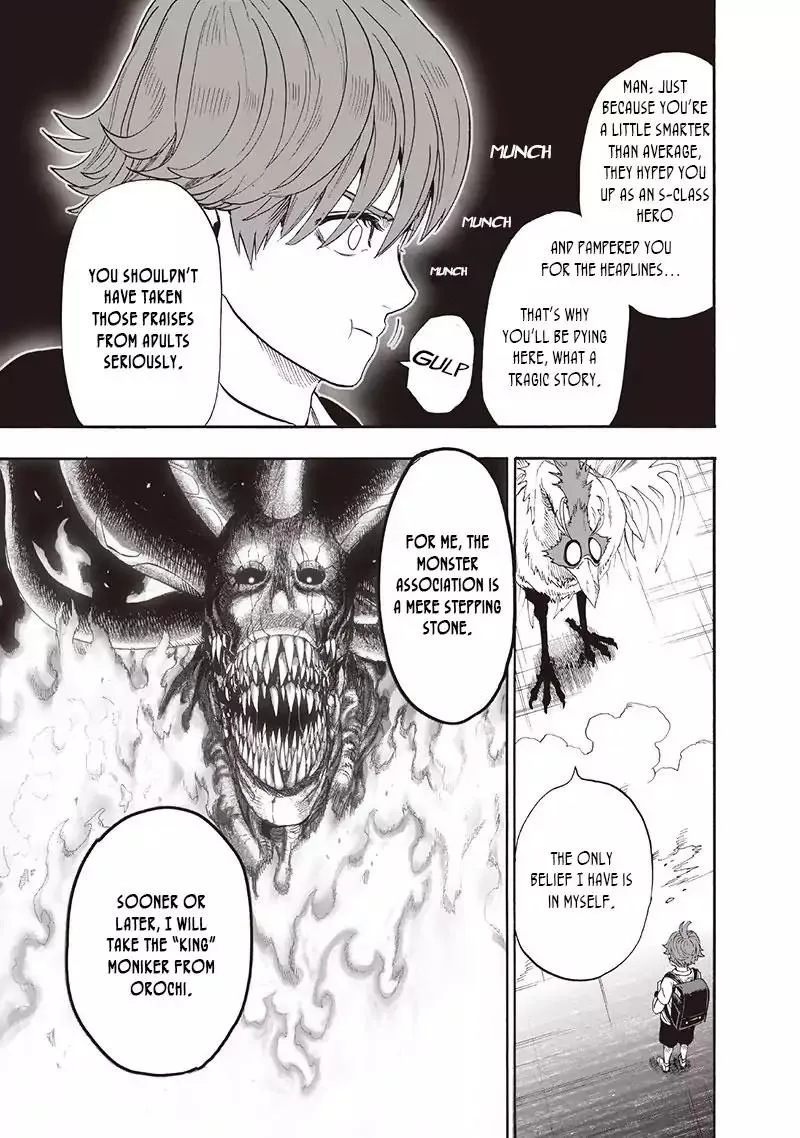 MAN: JUST
BECAUSE YOU'RE
A LITTLE SMARTER
THAN AVERAGE,
THEY HYPED YOU
UP AS AN S-CLASS
HERO
AND PAMPERED YOU
FOR THE HEADLINES...
THAT'S WHY
YOU'LL BE DYING
HERE, WHAT A
TRAGIC STORY.
MUNCH
MUNCH
MUNCH
GULP
YOU SHOULDN'T
HAVE TAKEN
THOSE PRAISES
FROM ADULTS
SERIOUSLY.
THE ONLY
BELIEF I HAVE IS
IN MYSELF.
FOR ME, THE
MONSTER
ASSOCIATION IS
A MERE STEPPING
STONE.
SOONER OR
LATER, I WILL
TAKE THE "KING"
MONIKER FROM
OROCHI.